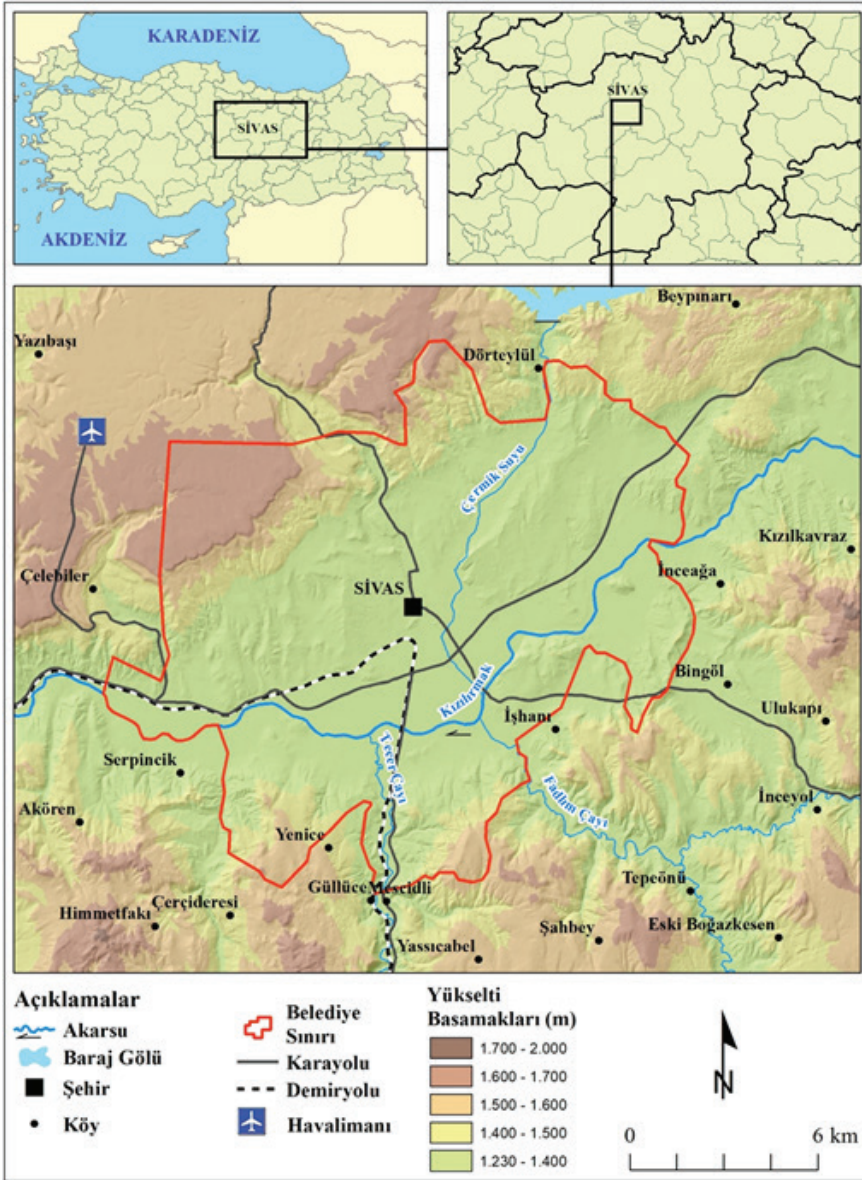 KARADENİZ
SİVAS
AKDENİZ
SİVAS
Beypınarı
Yazıbaşı
Dörteylül
Çermik Suyu
Kızılkavraz
Çelebiler
İnceağa
SİVAS
Bingöl
Kızılırmak
Ulukapı
İşhanı
Tecer Çayı
Serpincik
Fadlım Çayı
İnceyol
Akören
Yenice
Tepeönü
Güllüce
Mescidli
Çerçideresi
Himmetfakı
Şahbey
Eski Boğazkesen
Yassıcabel
Açıklamalar
Akarsu
Baraj Gölü
Şehir
Köy
Belediye
Sınırı
Karayolu
Demiryolu
Havalimanı
Yükselti
Basamakları (m)
1.700 - 2.000
1.600 - 1.700
1.500 - 1.600
1.400 - 1.500
1.230 - 1.400
N
0 6 km